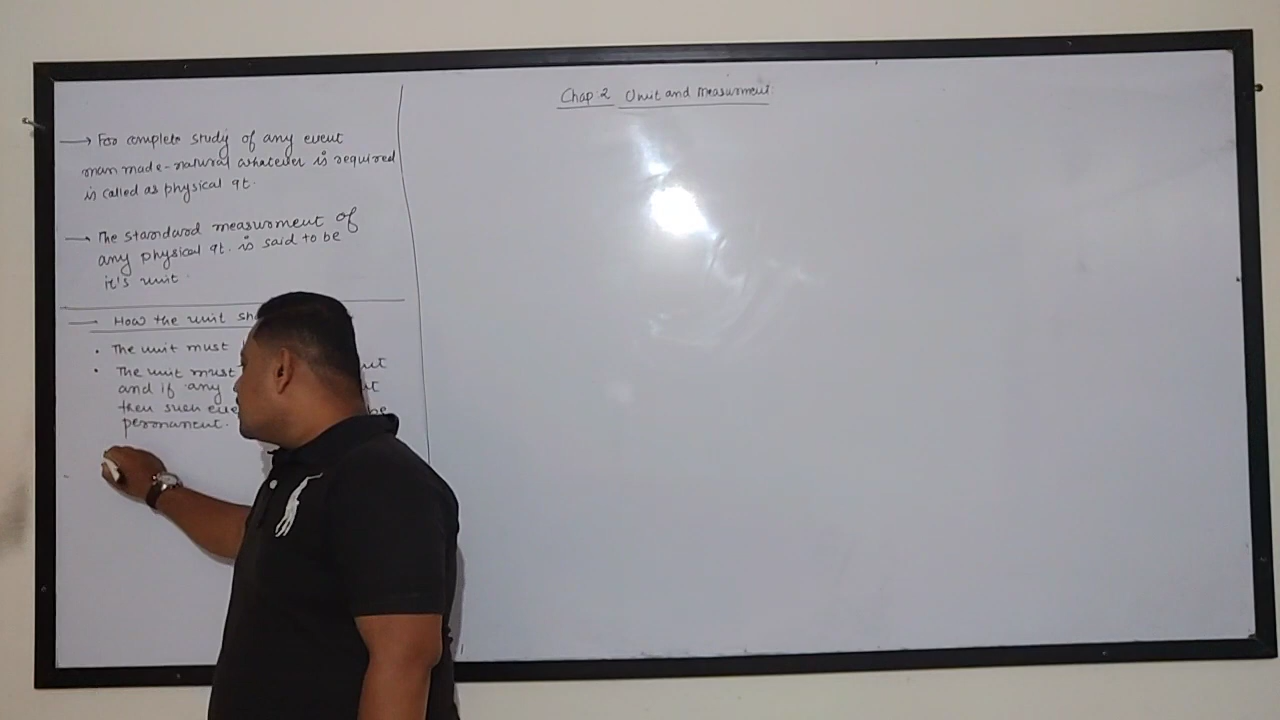 Chap: 2 Unit and measurment
→ For complete study of any event
man made - natural whatever is required
is called as physical qt.
→ The standard measurment of
any physical qt. is said to be
it's unit.
— How the unit sh
• The unit must
• The unit must
and if any
then such eve be
permanent.